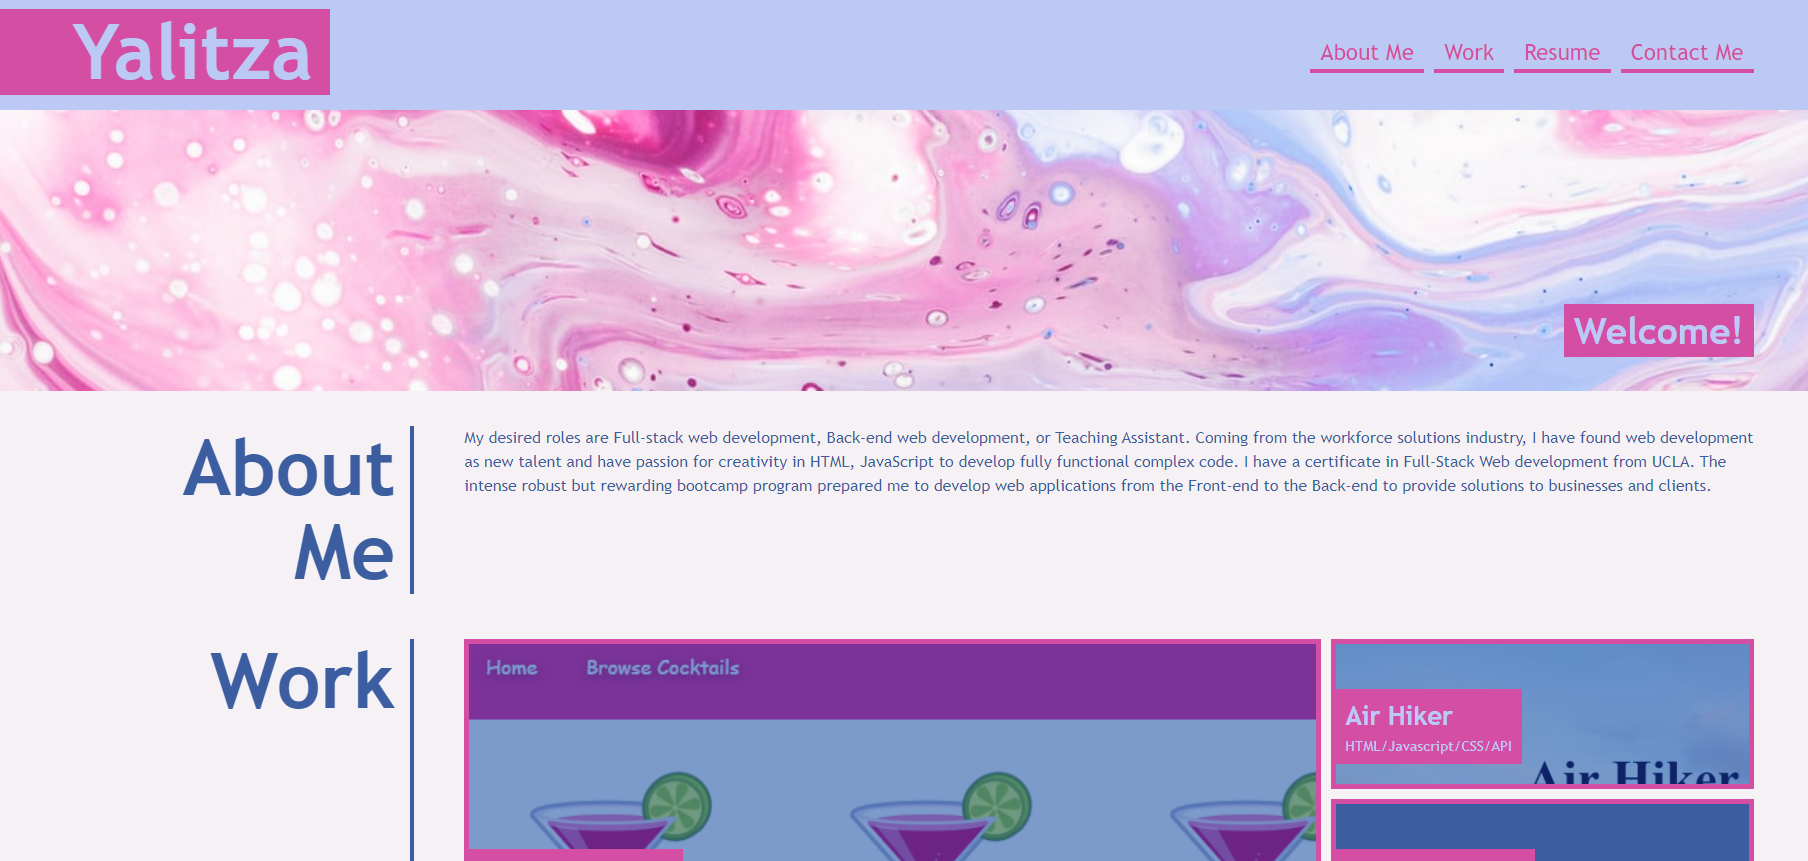 Yalitza
About Me Work Resume Contact Me
Welcome!
About
Me
My desired roles are Full-stack web development, Back-end web development, or Teaching Assistant. Coming from the workforce solutions industry, I have found web development
as new talent and have passion for creativity in HTML, JavaScript to develop fully functional complex code. I have a certificate in Full-Stack Web development from UCLA. The
intense robust but rewarding bootcamp program prepared me to develop web applications from the Front-end to the Back-end to provide solutions to businesses and clients.
Work
Home Browse Cocktails
Air Hiker
HTML/Javascript/CSS/API
Air Hiker